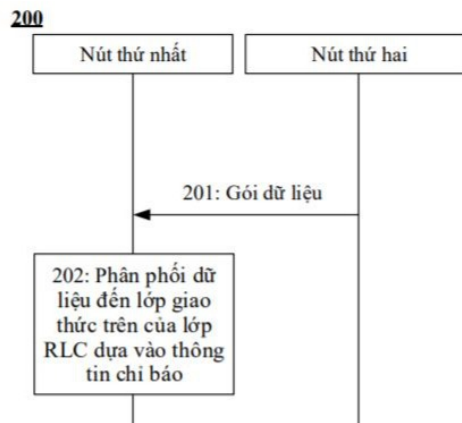 200
Nút thứ nhất
Nút thứ hai
201: Gói dữ liệu
202: Phân phối dữ
liệu đến lớp giao
thức trên của lớp
RLC dựa vào thông
tin chỉ báo